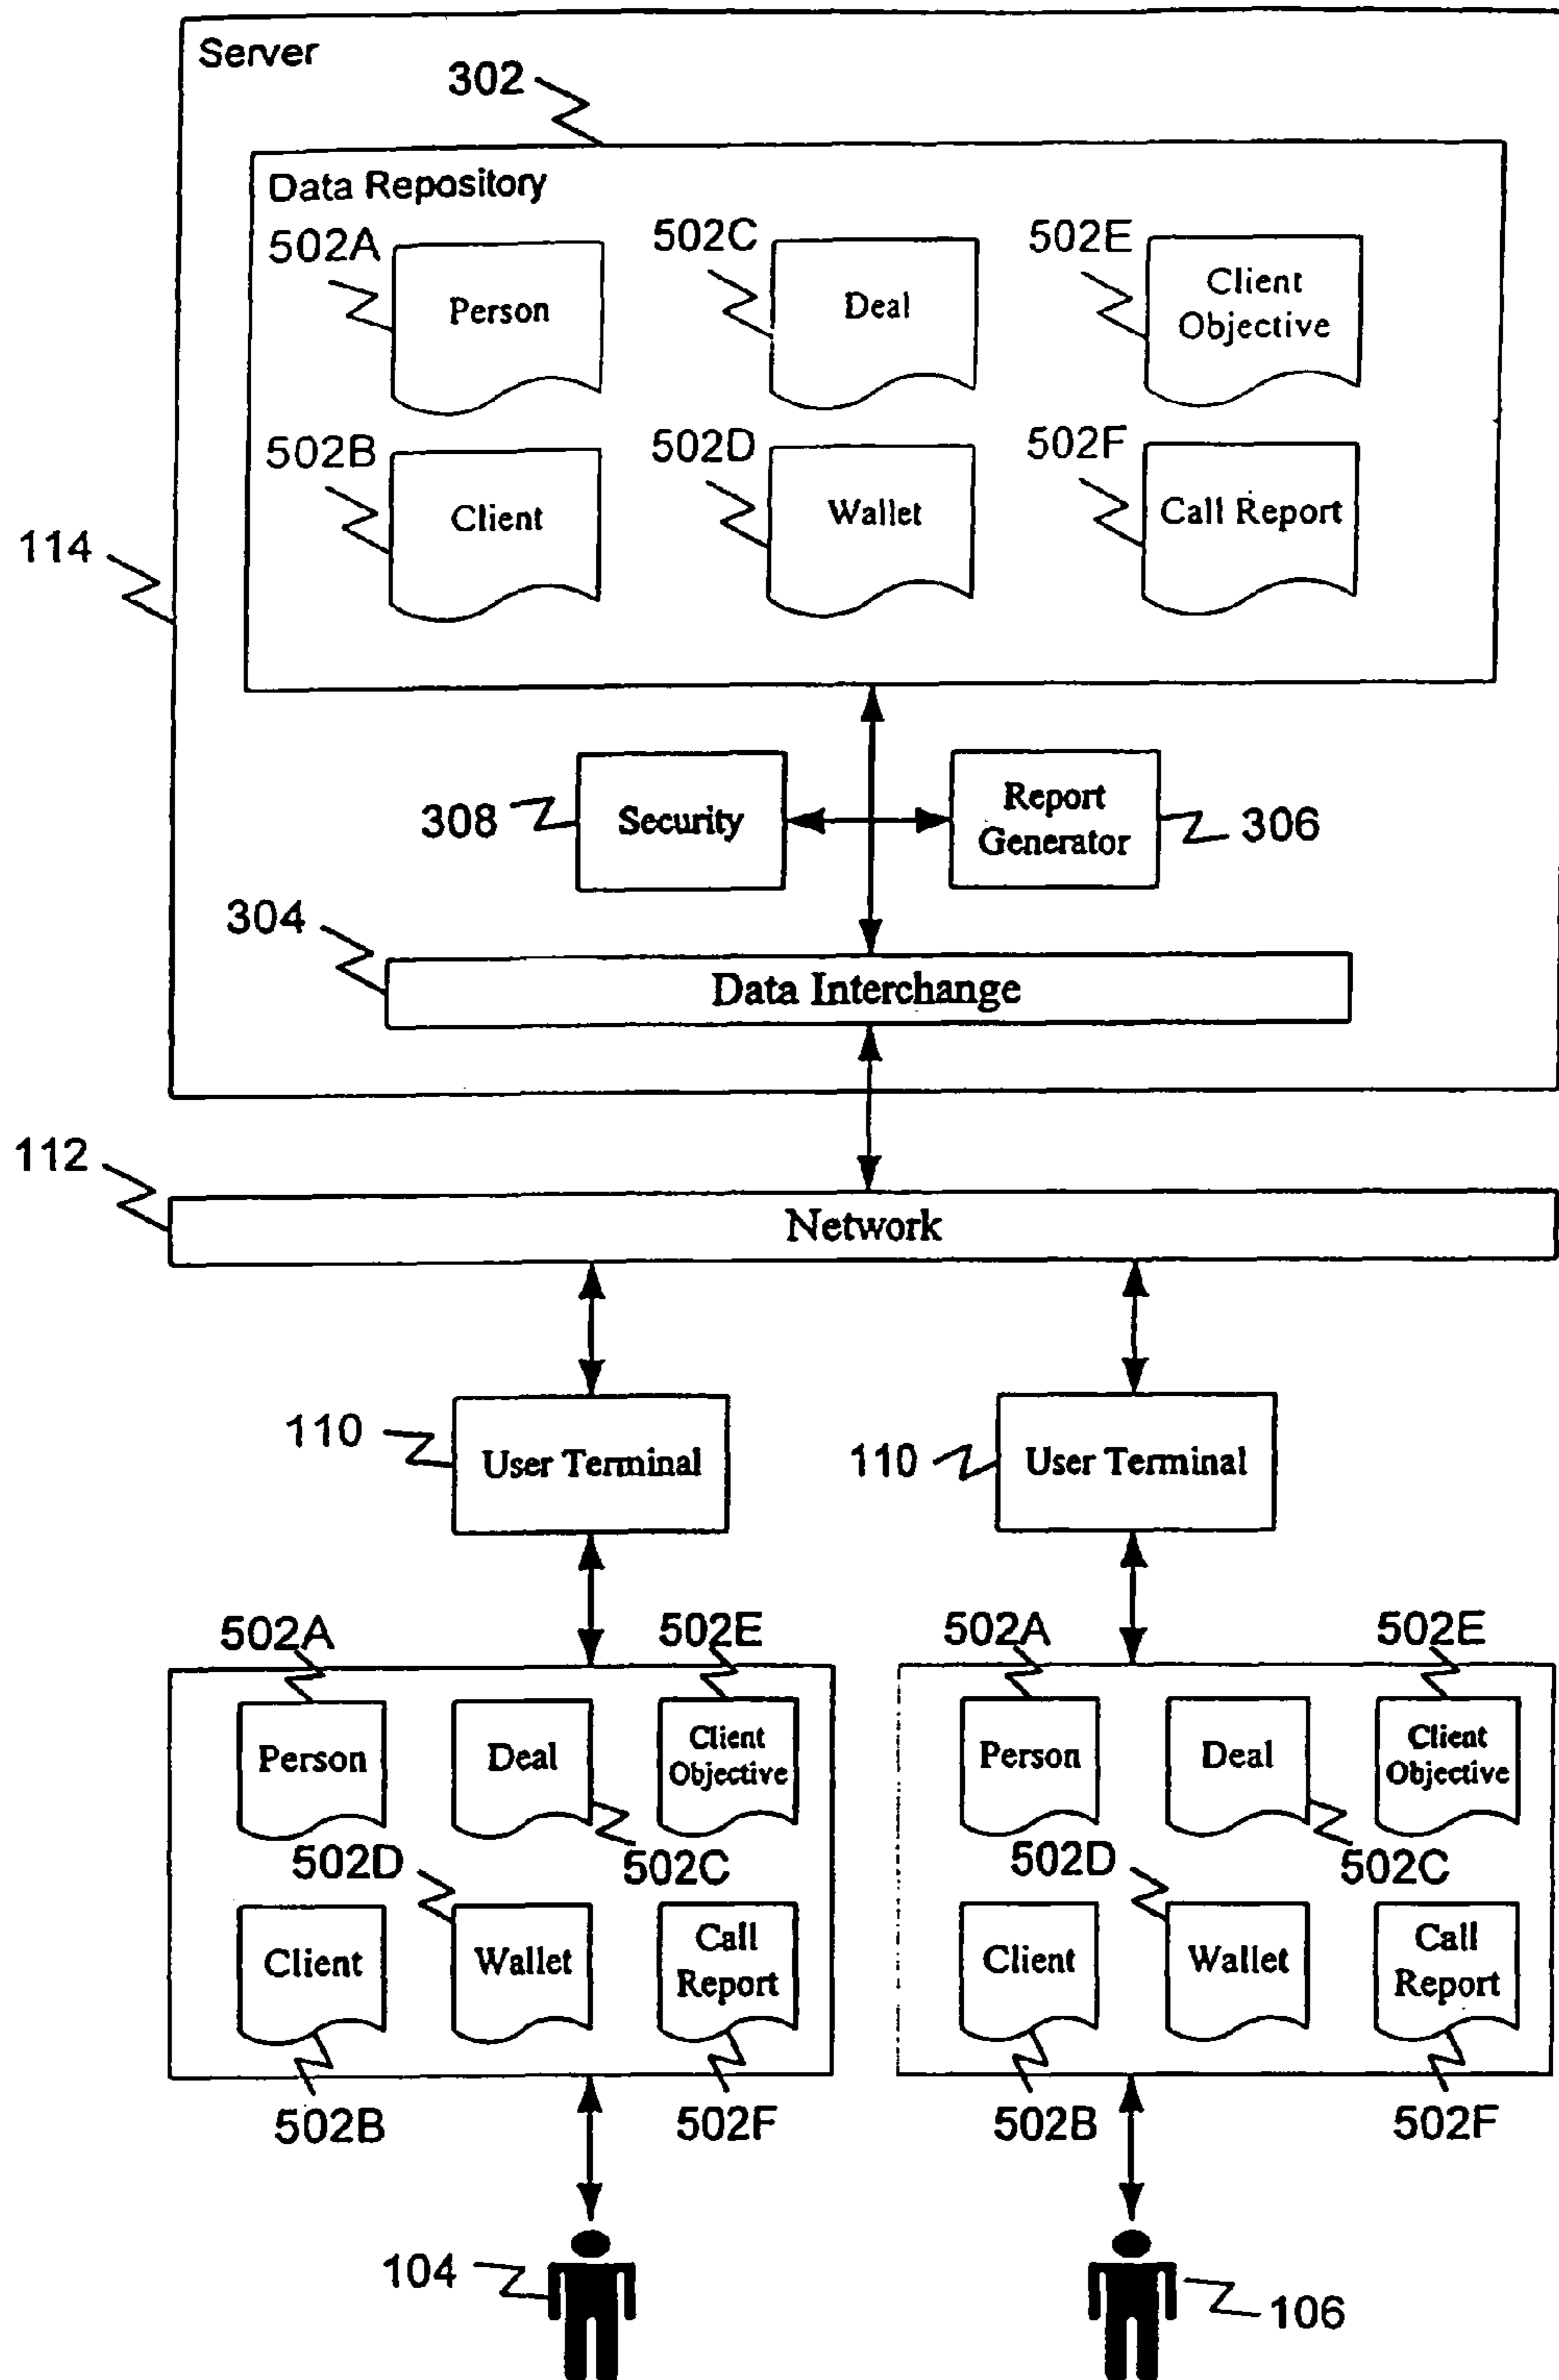 Server
302
Data Repository
502A
502C
502E
Person
Deal
Client
Objective
502B
502D
502F
Client
Wallet
Call Report
114
308
Security
Report
Generator
306
304
Data Interchange
112
Network
110
User Terminal
110
User Terminal
502A
502E
502A
502E
Person
Deal
Client
Objective
Person
Deal
Client
Objective
502D
502C
502D
502C
Client
Wallet
Call
Report
Client
Wallet
Call
Report
502B
502F
502B
502F
104
106